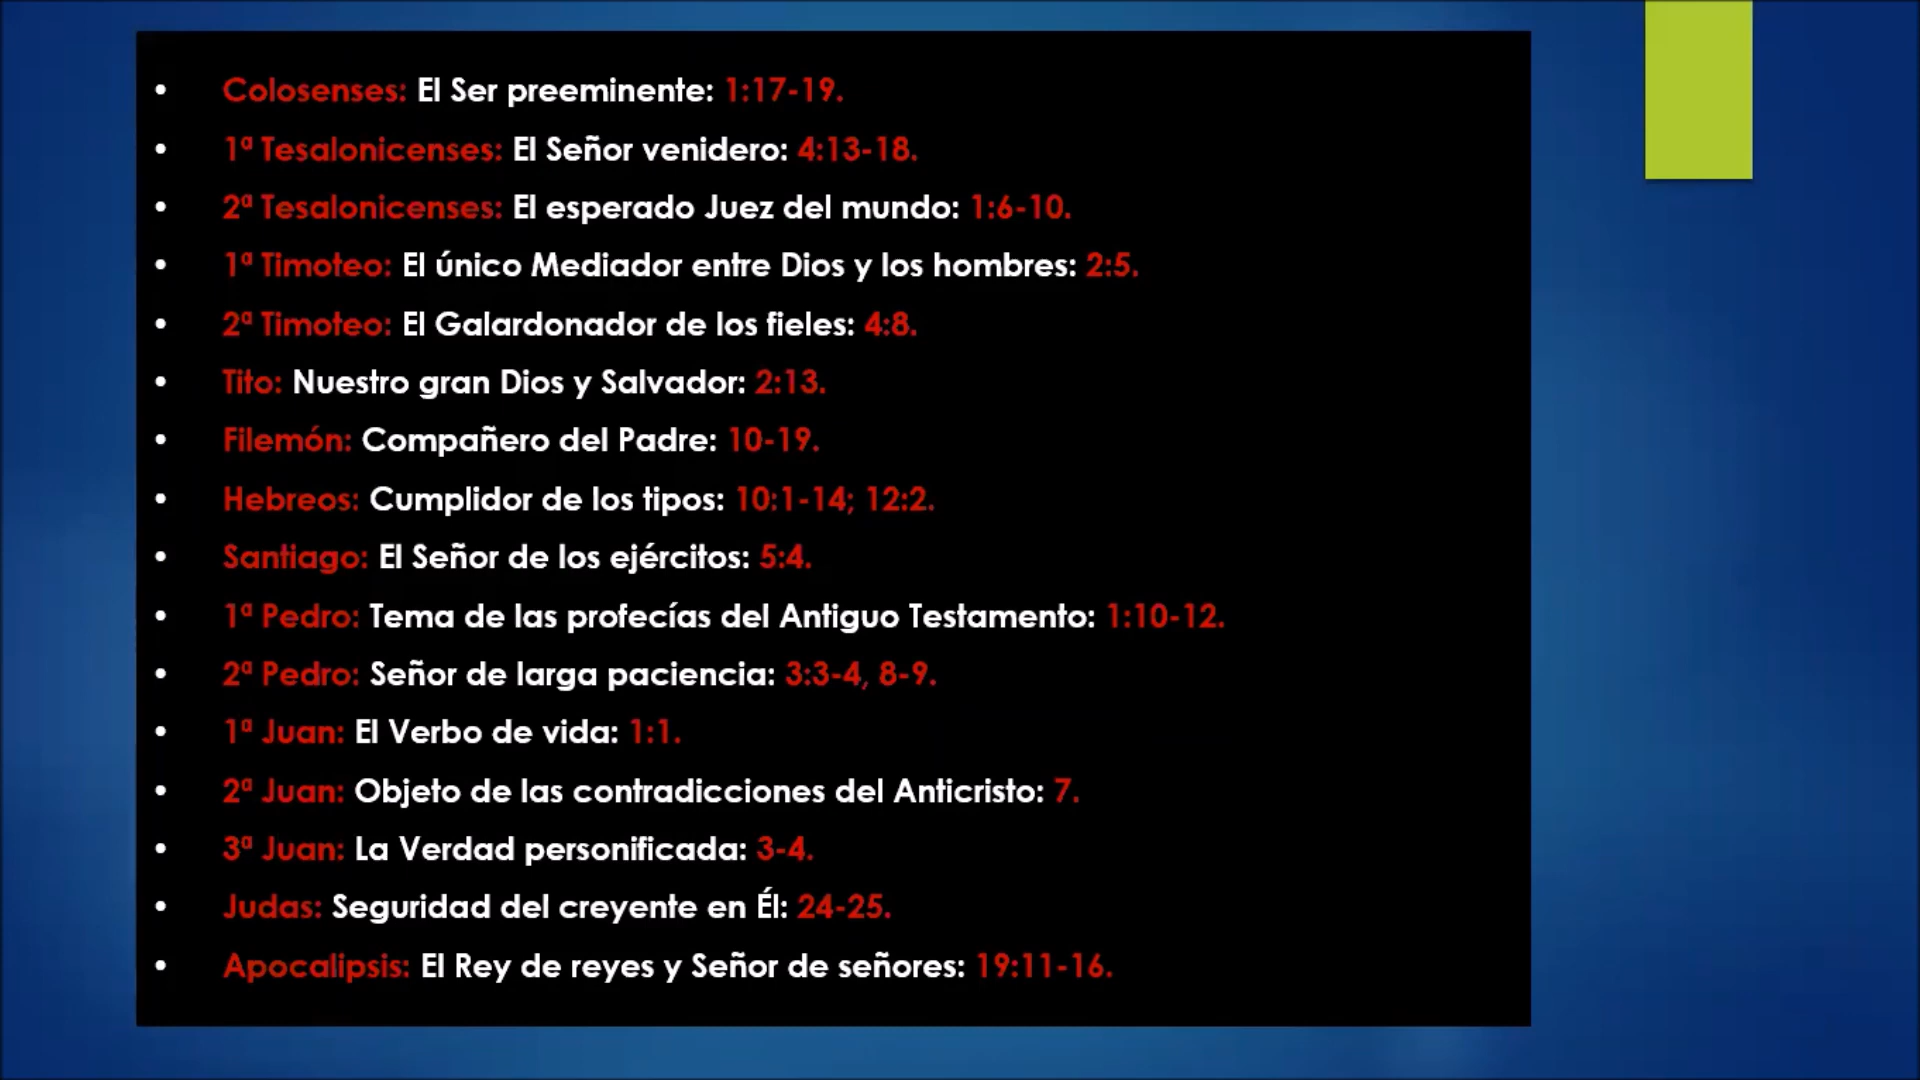 • Colosenses: El Ser preeminente: 1:17-19.
• 1ª Tesalonicenses: El Señor venidero: 4:13-18.
• 2ª Tesalonicenses: El esperado Juez del mundo: 1:6-10.
• 1ª Timoteo: El único Mediador entre Dios y los hombres: 2:5.
• 2ª Timoteo: El Galardonador de los fieles: 4:8.
• Tito: Nuestro gran Dios y Salvador: 2:13.
• Filemón: Compañero del Padre: 10-19.
• Hebreos: Cumplidor de los tipos: 10:1-14; 12:2.
• Santiago: El Señor de los ejércitos: 5:4.
• 1ª Pedro: Tema de las profecías del Antiguo Testamento: 1:10-12.
• 2ª Pedro: Señor de larga paciencia: 3:3-4, 8-9.
• 1ª Juan: El Verbo de vida: 1:1.
• 2ª Juan: Objeto de las contradicciones del Anticristo: 7.
• 3ª Juan: La Verdad personificada: 3-4.
• Judas: Seguridad del creyente en Él: 24-25.
• Apocalipsis: El Rey de reyes y Señor de señores: 19:11-16.